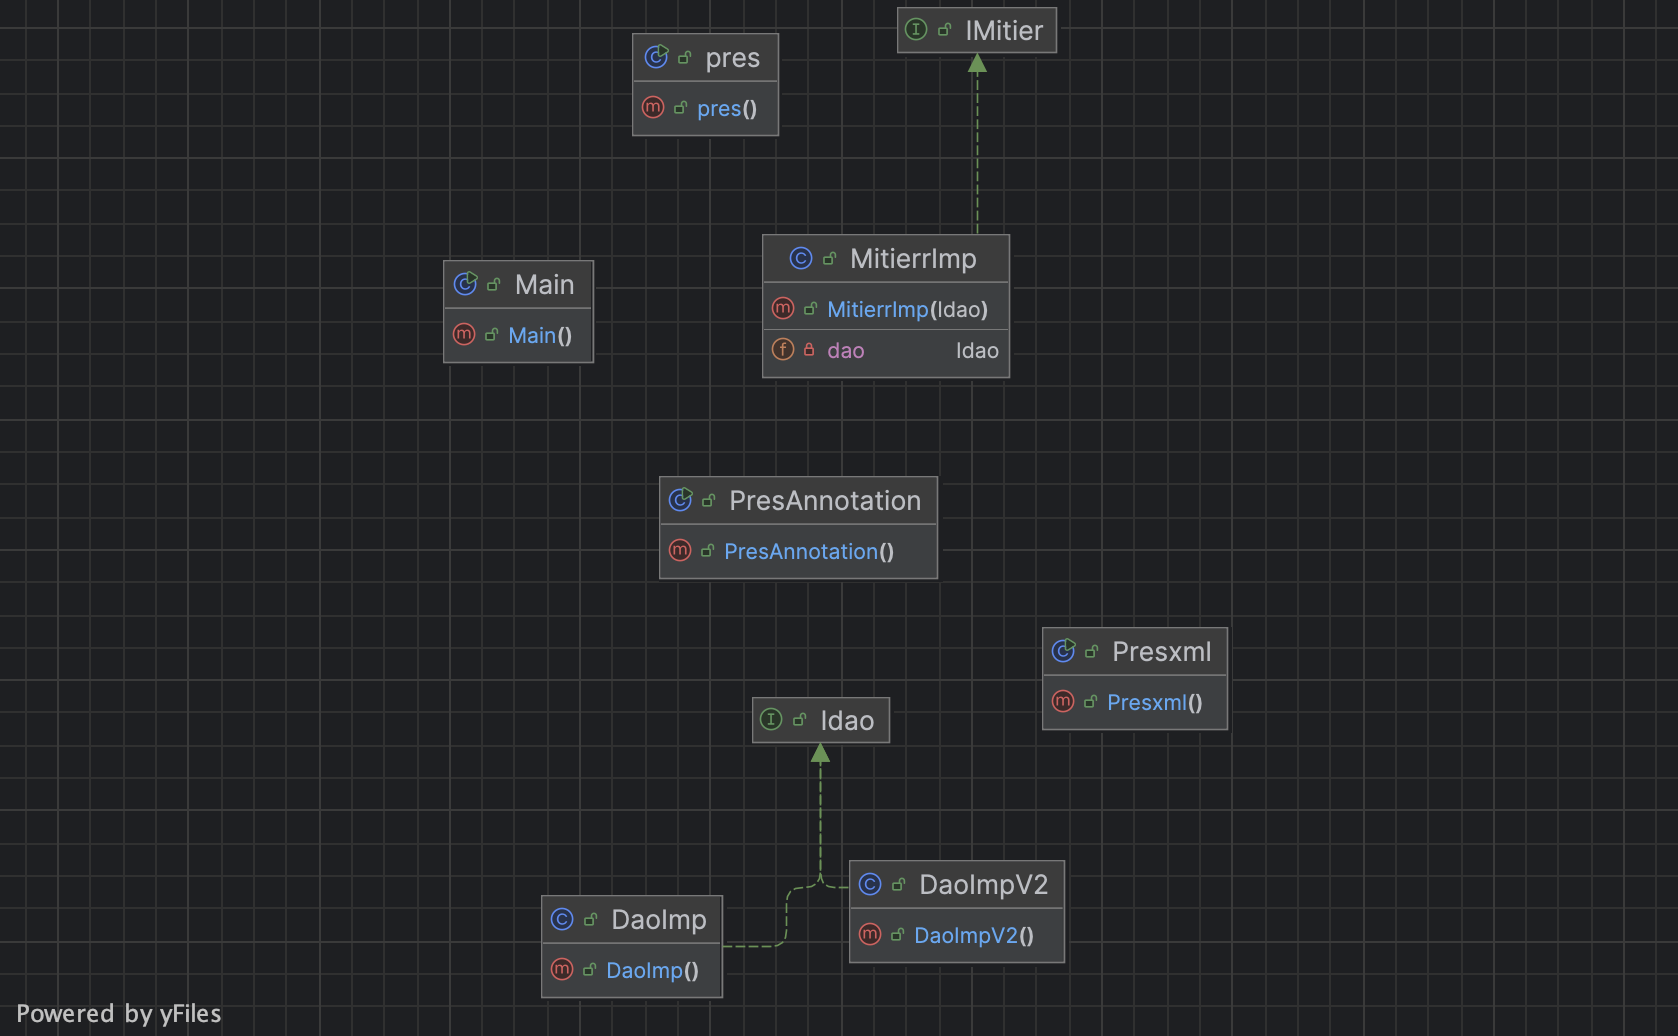 IMitier
pres
pres()
MitierrImp
MitierrImp(Idao)
dao Idao
Main
Main()
PresAnnotation
PresAnnotation()
Presxml
Presxml()
Idao
DaoImpV2
DaoImpV2()
DaoImp
DaoImp()
Powered by yFiles